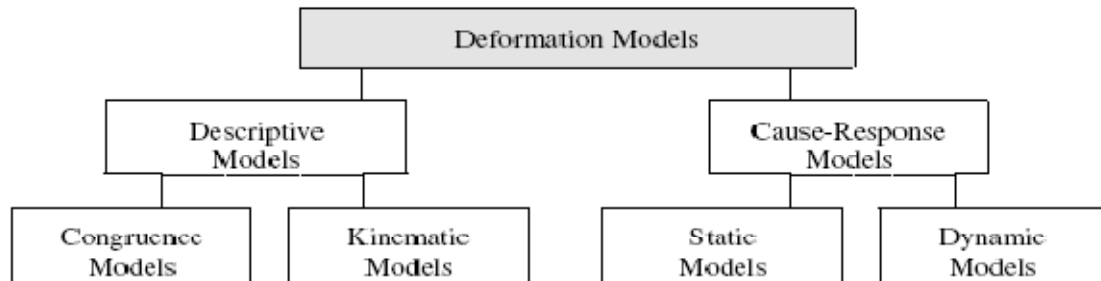 Deformation Models
Descriptive
Models
Cause-Response
Models
Congruence
Models
Kinematic
Models
Static
Models
Dynamic
Models